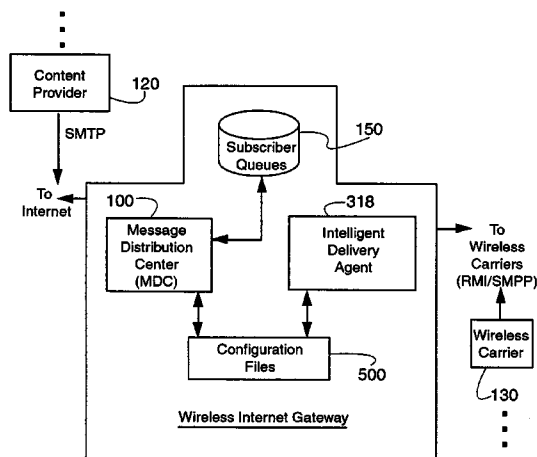 Content
Provider
120
SMTP
To
Internet
Subscriber
Queues
150
100
Message
Distribution
Center
(MDC)
318
Intelligent
Delivery
Agent
To
Wireless
Carriers
(RMI/SMPP)
Wireless
Carrier
130
Configuration
Files
500
Wireless Internet Gateway